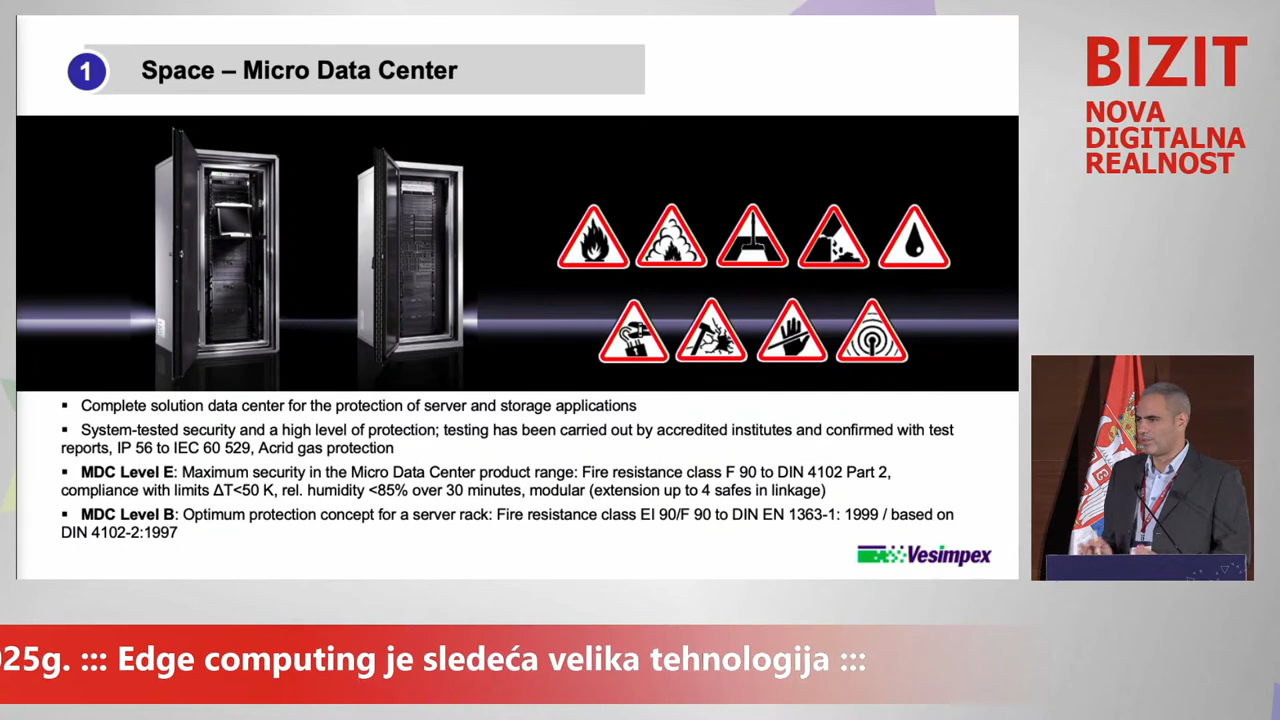 1
Space – Micro Data Center
▪ Complete solution data center for the protection of server and storage applications
▪ System-tested security and a high level of protection; testing has been carried out by accredited institutes and confirmed with test
reports, IP 56 to IEC 60 529, Acrid gas protection
▪ MDC Level E: Maximum security in the Micro Data Center product range: Fire resistance class F 90 to DIN 4102 Part 2,
compliance with limits ΔT<50 K, rel. humidity <85% over 30 minutes, modular (extension up to 4 safes in linkage)
▪ MDC Level B: Optimum protection concept for a server rack: Fire resistance class EI 90/F 90 to DIN EN 1363-1: 1999 / based on
DIN 4102-2:1997
Vesimpex
BIZIT
NOVA
DIGITALNA
REALNOST
025g. ::: Edge computing je sledeća velika tehnologija :::